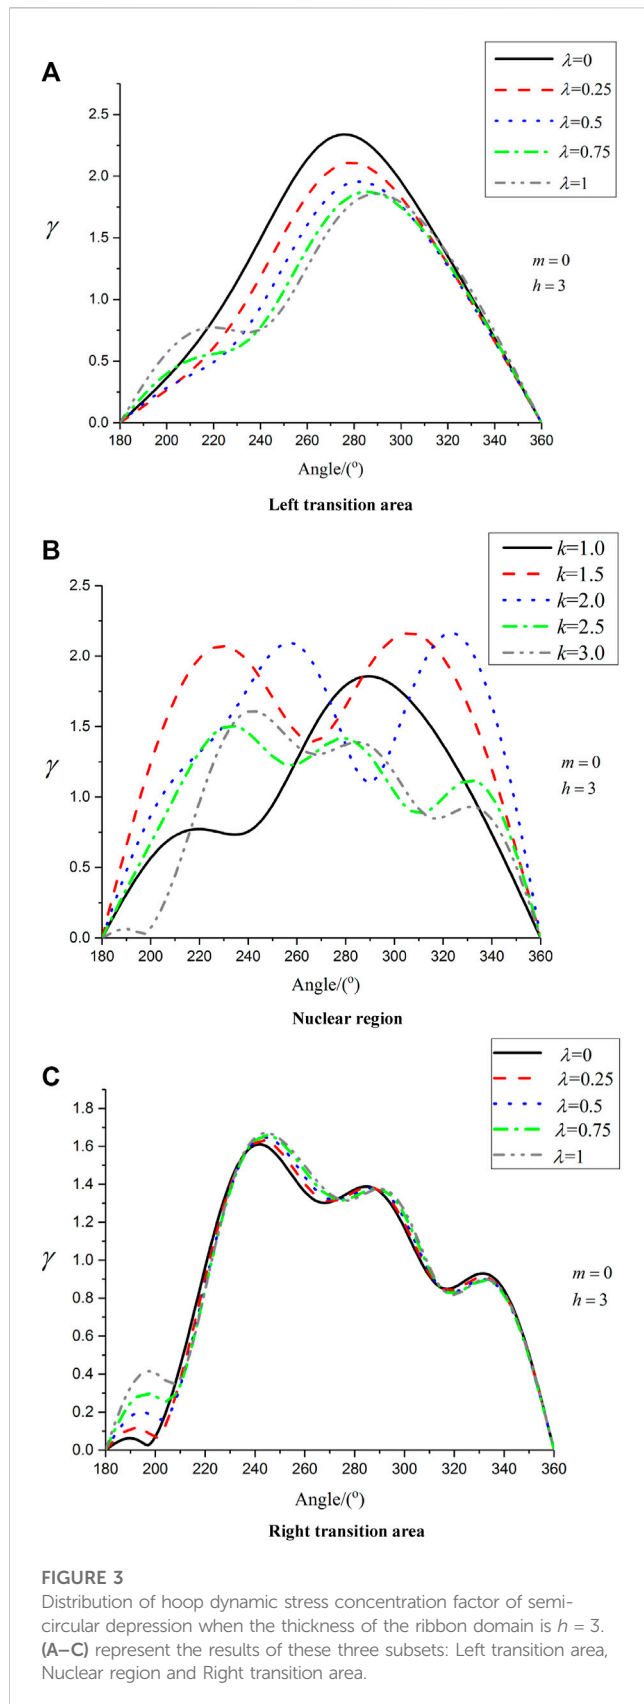 A
λ=0
λ=0.25
λ=0.5
λ=0.75
λ=1
2.5
2.0
1.5
1.0
0.5
0.0
γ
m = 0
h = 3
180 200 220 240 260 280 300 320 340 360
Angle/(°)
Left transition area
B
k=1.0
k=1.5
k=2.0
k=2.5
k=3.0
2.5
2.0
1.5
1.0
0.5
0.0
γ
m = 0
h = 3
180 200 220 240 260 280 300 320 340 360
Angle/(°)
Nuclear region
C
λ=0
λ=0.25
λ=0.5
λ=0.75
λ=1
1.8
1.6
1.4
1.2
1.0
0.8
0.6
0.4
0.2
0.0
γ
m = 0
h = 3
180 200 220 240 260 280 300 320 340 360
Angle/(°)
Right transition area
FIGURE 3
Distribution of hoop dynamic stress concentration factor of semi-
circular depression when the thickness of the ribbon domain is h = 3.
(A–C) represent the results of these three subsets: Left transition area,
Nuclear region and Right transition area.